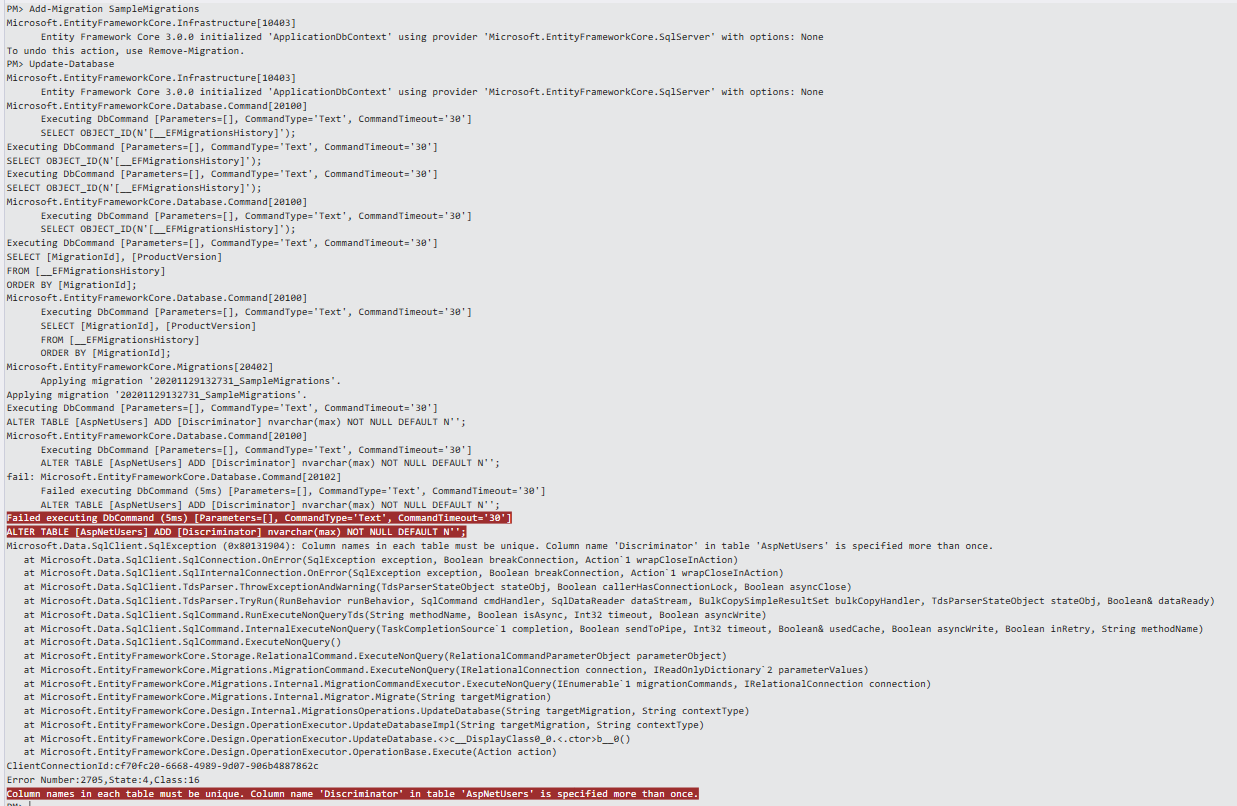 PM> Add-Migration SampleMigrations
Microsoft.EntityFrameworkCore.Infrastructure[10403]
      Entity Framework Core 3.0.0 initialized 'ApplicationDbContext' using provider 'Microsoft.EntityFrameworkCore.SqlServer' with options: None
To undo this action, use Remove-Migration.
PM> Update-Database
Microsoft.EntityFrameworkCore.Infrastructure[10403]
      Entity Framework Core 3.0.0 initialized 'ApplicationDbContext' using provider 'Microsoft.EntityFrameworkCore.SqlServer' with options: None
Microsoft.EntityFrameworkCore.Database.Command[20100]
      Executing DbCommand [Parameters=[], CommandType='Text', CommandTimeout='30']
      SELECT OBJECT_ID(N'[__EFMigrationsHistory]');
Executing DbCommand [Parameters=[], CommandType='Text', CommandTimeout='30']
SELECT OBJECT_ID(N'[__EFMigrationsHistory]');
Executing DbCommand [Parameters=[], CommandType='Text', CommandTimeout='30']
SELECT OBJECT_ID(N'[__EFMigrationsHistory]');
Microsoft.EntityFrameworkCore.Database.Command[20100]
      Executing DbCommand [Parameters=[], CommandType='Text', CommandTimeout='30']
      SELECT OBJECT_ID(N'[__EFMigrationsHistory]');
Executing DbCommand [Parameters=[], CommandType='Text', CommandTimeout='30']
SELECT [MigrationId], [ProductVersion]
FROM [__EFMigrationsHistory]
ORDER BY [MigrationId];
Microsoft.EntityFrameworkCore.Database.Command[20100]
      Executing DbCommand [Parameters=[], CommandType='Text', CommandTimeout='30']
      SELECT [MigrationId], [ProductVersion]
      FROM [__EFMigrationsHistory]
      ORDER BY [MigrationId];
Microsoft.EntityFrameworkCore.Migrations[20402]
      Applying migration '20201129132731_SampleMigrations'.
Applying migration '20201129132731_SampleMigrations'.
Executing DbCommand [Parameters=[], CommandType='Text', CommandTimeout='30']
ALTER TABLE [AspNetUsers] ADD [Discriminator] nvarchar(max) NOT NULL DEFAULT N'';
Microsoft.EntityFrameworkCore.Database.Command[20100]
      Executing DbCommand [Parameters=[], CommandType='Text', CommandTimeout='30']
      ALTER TABLE [AspNetUsers] ADD [Discriminator] nvarchar(max) NOT NULL DEFAULT N'';
fail: Microsoft.EntityFrameworkCore.Database.Command[20102]
      Failed executing DbCommand (5ms) [Parameters=[], CommandType='Text', CommandTimeout='30']
      ALTER TABLE [AspNetUsers] ADD [Discriminator] nvarchar(max) NOT NULL DEFAULT N'';
Failed executing DbCommand (5ms) [Parameters=[], CommandType='Text', CommandTimeout='30']
ALTER TABLE [AspNetUsers] ADD [Discriminator] nvarchar(max) NOT NULL DEFAULT N'';
Microsoft.Data.SqlClient.SqlException (0x80131904): Column names in each table must be unique. Column name 'Discriminator' in table 'AspNetUsers' is specified more than once.
   at Microsoft.Data.SqlClient.SqlConnection.OnError(SqlException exception, Boolean breakConnection, Action`1 wrapCloseInAction)
   at Microsoft.Data.SqlClient.SqlInternalConnection.OnError(SqlException exception, Boolean breakConnection, Action`1 wrapCloseInAction)
   at Microsoft.Data.SqlClient.TdsParser.ThrowExceptionAndWarning(TdsParserStateObject stateObj, Boolean callerHasConnectionLock, Boolean asyncClose)
   at Microsoft.Data.SqlClient.TdsParser.TryRun(RunBehavior runBehavior, SqlCommand cmdHandler, SqlDataReader dataStream, BulkCopySimpleResultSet bulkCopyHandler, TdsParserStateObject stateObj, Boolean& dataReady)
   at Microsoft.Data.SqlClient.SqlCommand.RunExecuteNonQueryTds(String methodName, Boolean isAsync, Int32 timeout, Boolean asyncWrite)
   at Microsoft.Data.SqlClient.SqlCommand.InternalExecuteNonQuery(TaskCompletionSource`1 completion, Boolean sendToPipe, Int32 timeout, Boolean& usedCache, Boolean asyncWrite, Boolean inRetry, String methodName)
   at Microsoft.Data.SqlClient.SqlCommand.ExecuteNonQuery()
   at Microsoft.EntityFrameworkCore.Storage.RelationalCommand.ExecuteNonQuery(RelationalCommandParameterObject parameterObject)
   at Microsoft.EntityFrameworkCore.Migrations.MigrationCommand.ExecuteNonQuery(IRelationalConnection connection, IReadOnlyDictionary`2 parameterValues)
   at Microsoft.EntityFrameworkCore.Migrations.Internal.MigrationCommandExecutor.ExecuteNonQuery(IEnumerable`1 migrationCommands, IRelationalConnection connection)
   at Microsoft.EntityFrameworkCore.Migrations.Internal.Migrator.Migrate(String targetMigration)
   at Microsoft.EntityFrameworkCore.Design.Internal.MigrationsOperations.UpdateDatabase(String targetMigration, String contextType)
   at Microsoft.EntityFrameworkCore.Design.OperationExecutor.UpdateDatabaseImpl(String targetMigration, String contextType)
   at Microsoft.EntityFrameworkCore.Design.OperationExecutor.UpdateDatabase.<>c__DisplayClass0_0.<.ctor>b__0()
   at Microsoft.EntityFrameworkCore.Design.OperationExecutor.OperationBase.Execute(Action action)
ClientConnectionId:cf70fc20-6668-4989-9d07-906b4887862c
Error Number:2705,State:4,Class:16
Column names in each table must be unique. Column name 'Discriminator' in table 'AspNetUsers' is specified more than once.
PM>